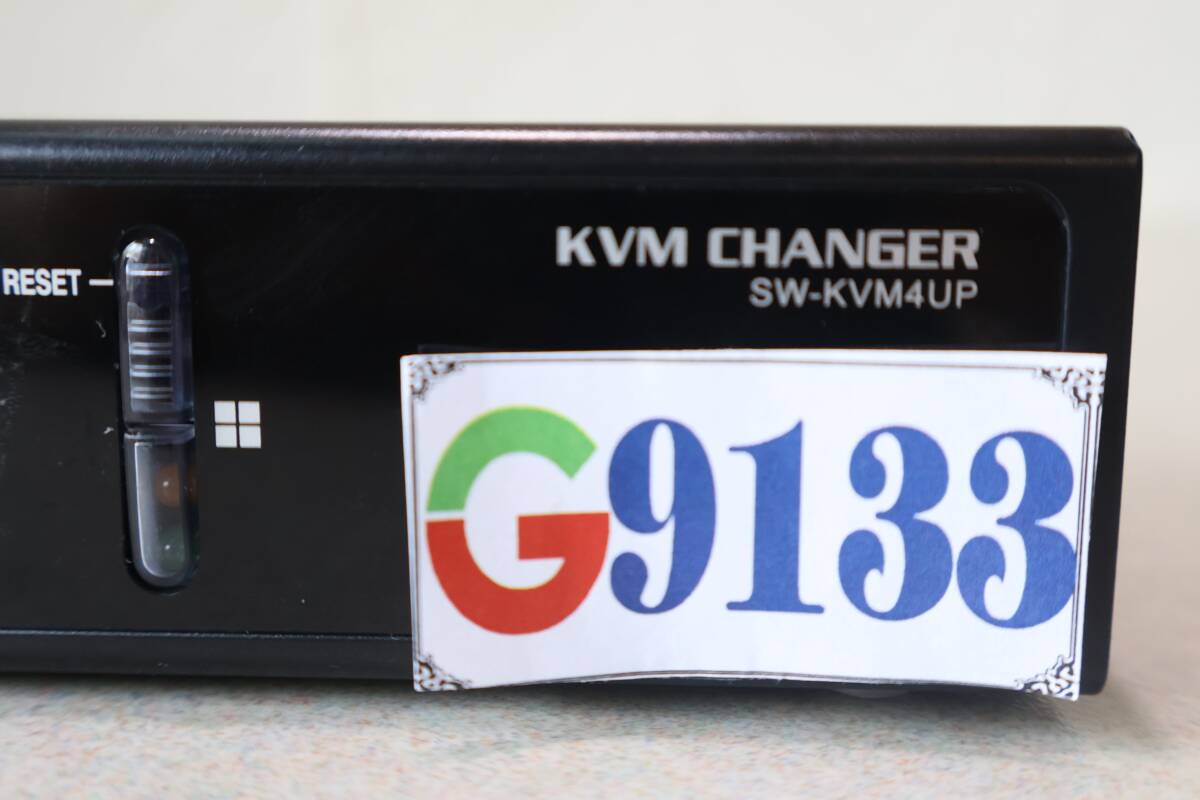 KVM CHANGER
SW-KVM4UP
RESET
G9133